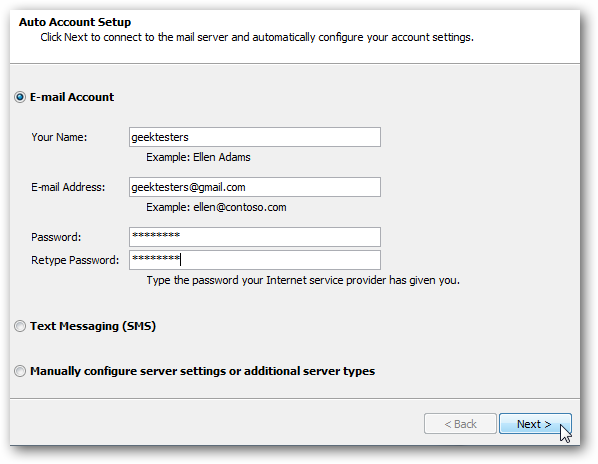 Auto Account Setup
Click Next to connect to the mail server and automatically configure your account settings.
E-mail Account
Your Name:
geektesters
Example: Ellen Adams
E-mail Address:
geektesters@gmail.com
Example: ellen@contoso.com
Password:
********
Retype Password:
********
Type the password your Internet service provider has given you.
Text Messaging (SMS)
Manually configure server settings or additional server types
< Back
Next >